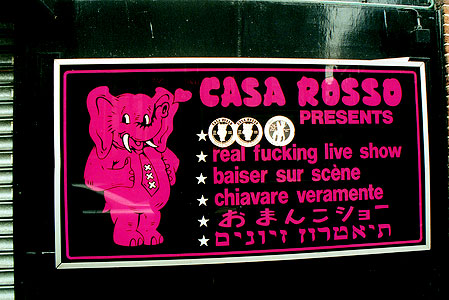 CASA ROSSO
PRESENTS
real fucking live show
baiser sur scène
chiavare veramente
おまんこショー
תיאטרון זיונים